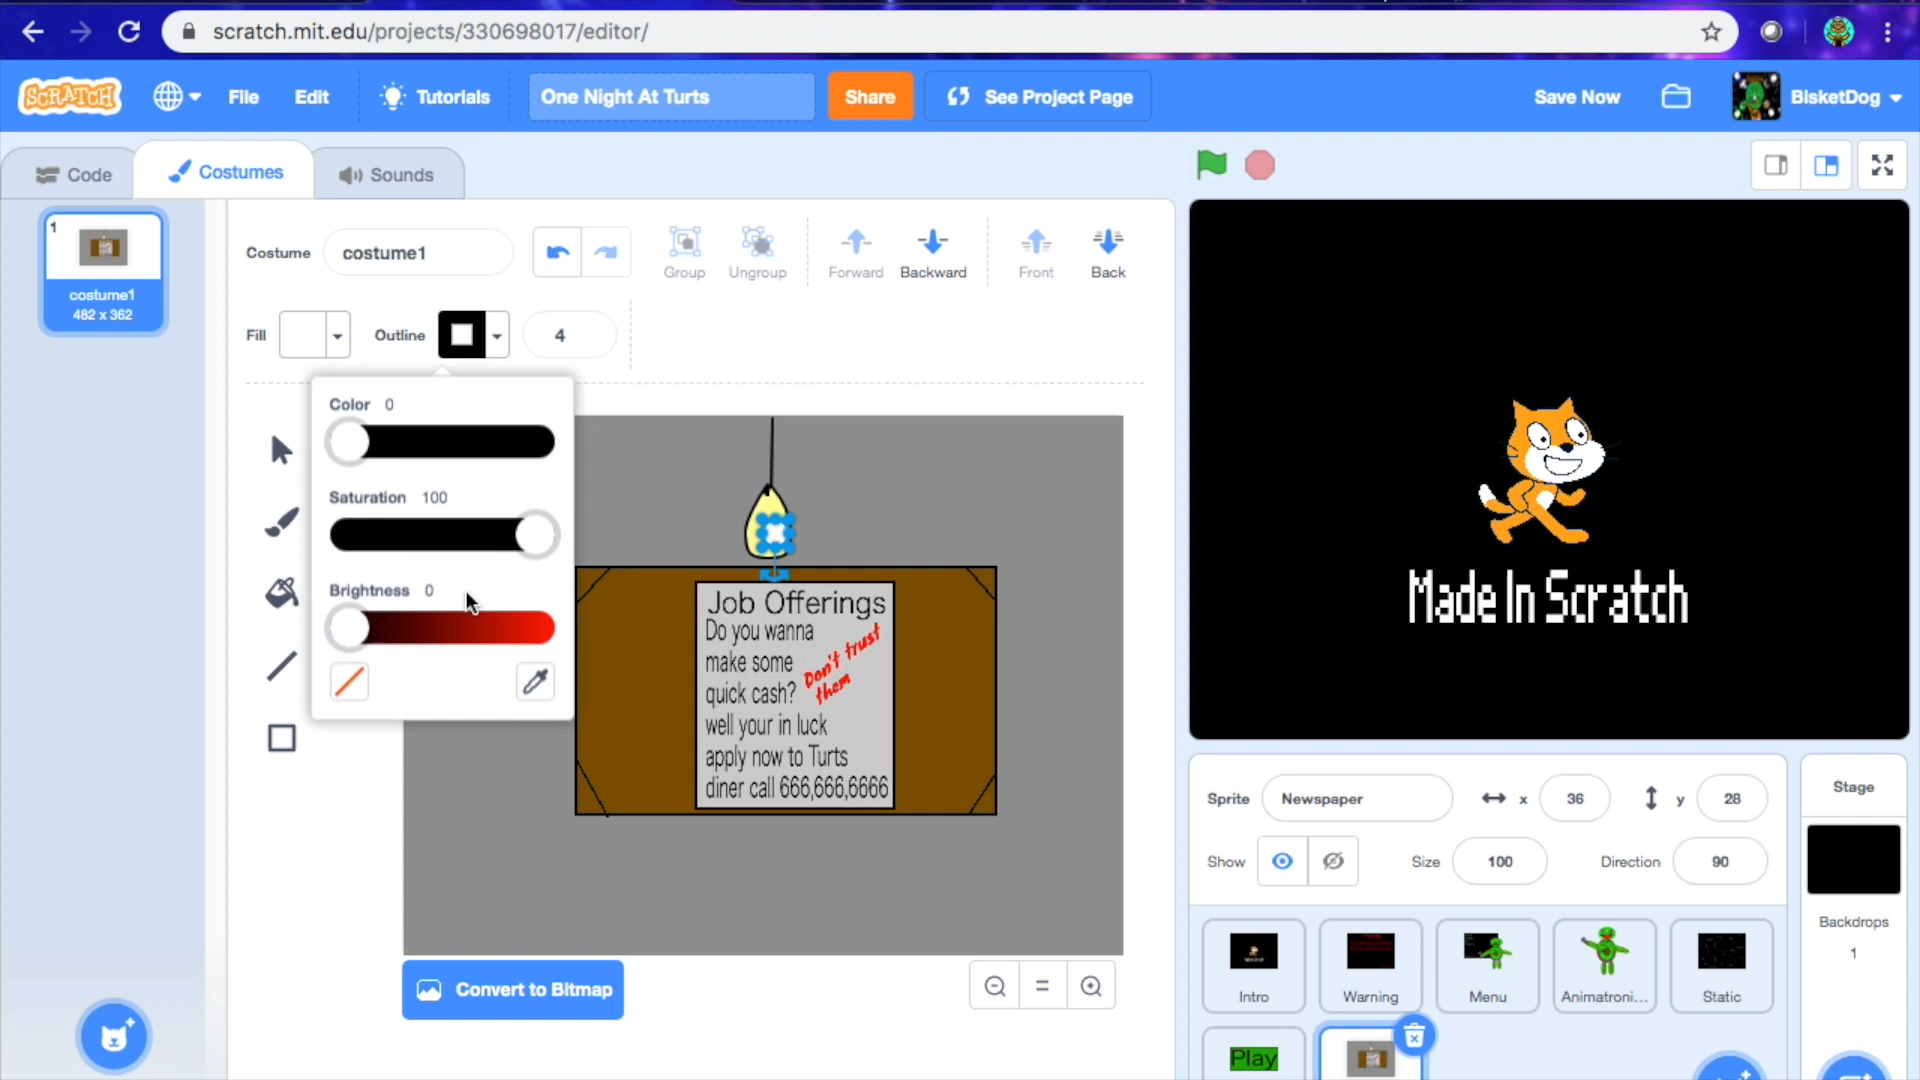 scratch.mit.edu/projects/330698017/editor/
SCRATCH
File
Edit
Tutorials
One Night At Turts
Share
See Project Page
Save Now
BisketDog
Code
Costumes
Sounds
1
costume1
482 x 362
Costume
costume1
Group
Ungroup
Forward
Backward
Front
Back
Fill
Outline
4
Color 0
Saturation 100
Brightness 0
Job Offerings
Do you wanna
make some
quick cash?
well your in luck
apply now to Turts
diner call 666,666,6666
Don't trust
them
Convert to Bitmap
Made In Scratch
Sprite
Newspaper
x
36
y
28
Show
Size
100
Direction
90
Intro
Warning
Menu
Animatroni...
Static
Play
Stage
Backdrops
1